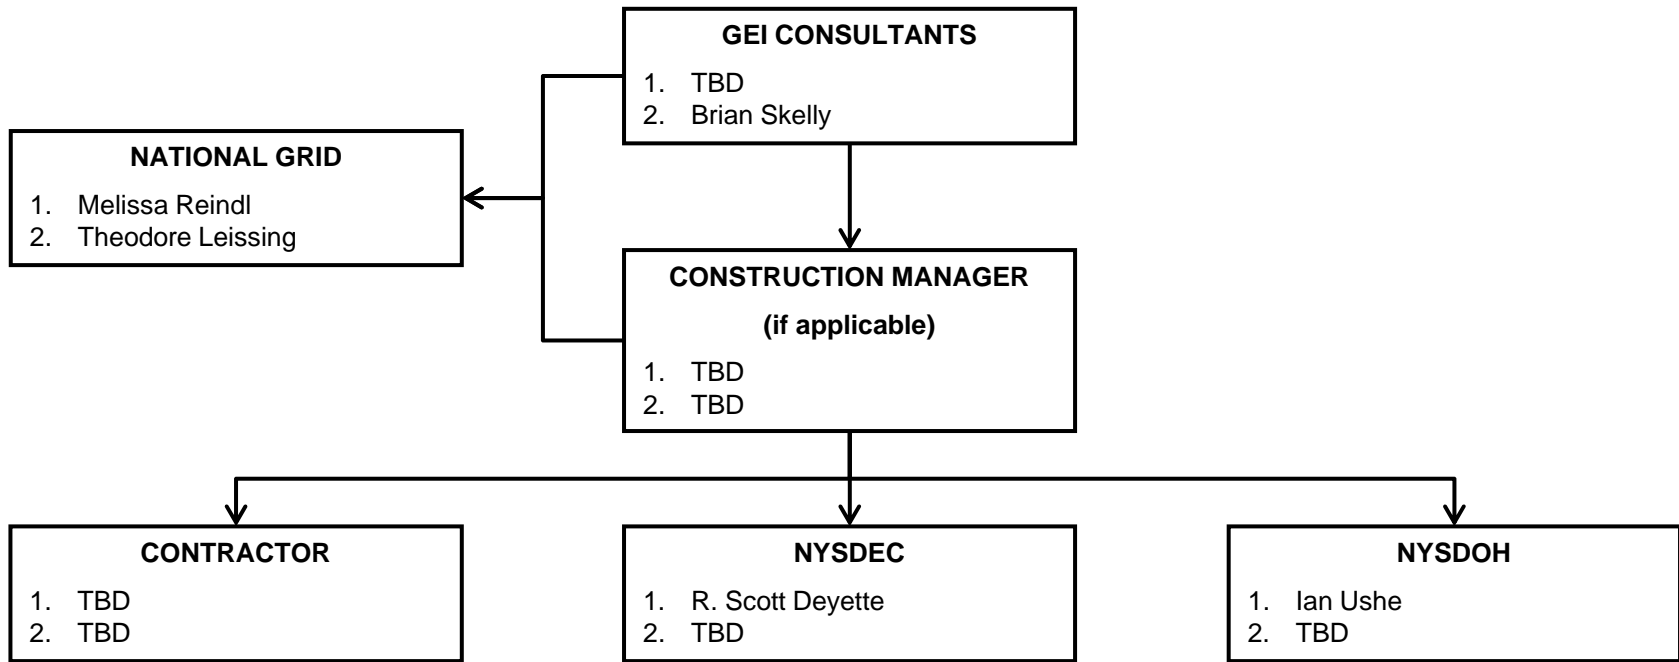 GEI CONSULTANTS
1. TBD
2. Brian Skelly
NATIONAL GRID
1. Melissa Reindl
2. Theodore Leissing
CONSTRUCTION MANAGER
(if applicable)
1. TBD
2. TBD
CONTRACTOR
1. TBD
2. TBD
NYSDEC
1. R. Scott Deyette
2. TBD
NYSDOH
1. Ian Ushe
2. TBD